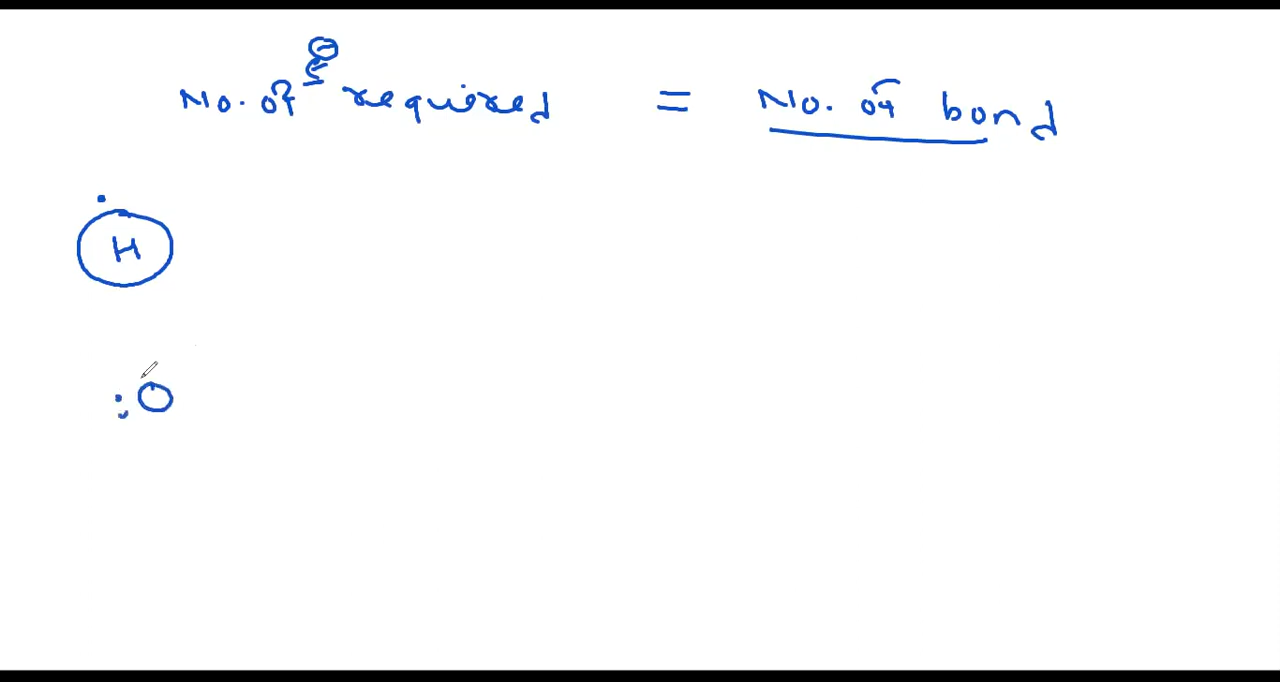 No. of e⊖ required = No. of bond
H
:O